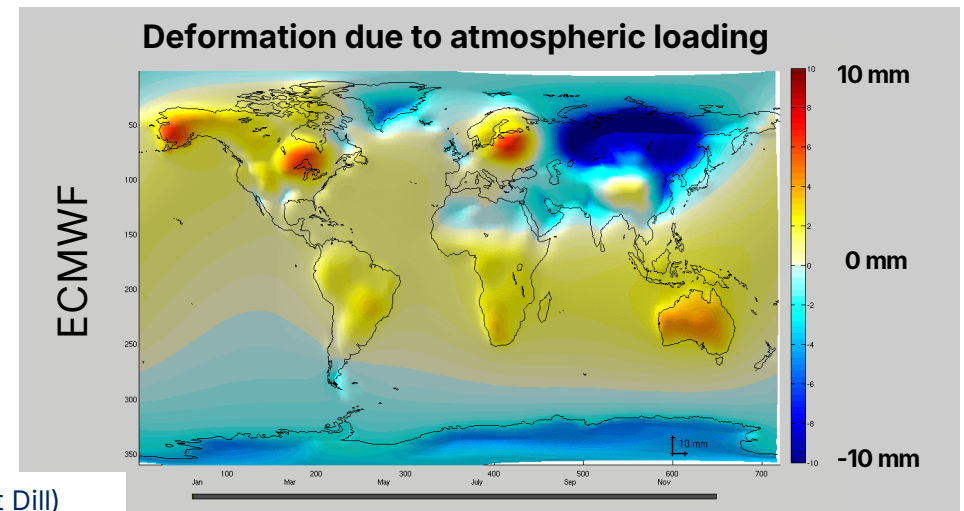 Deformation due to atmospheric loading
ECMWF
10 mm
0 mm
-10 mm
10
8
6
4
2
0
-2
-4
-6
-8
-10
50
100
150
200
250
300
350
10 mm
100 200 300 400 500 600 700
Jan Mar May July Sep Nov
t Dill)